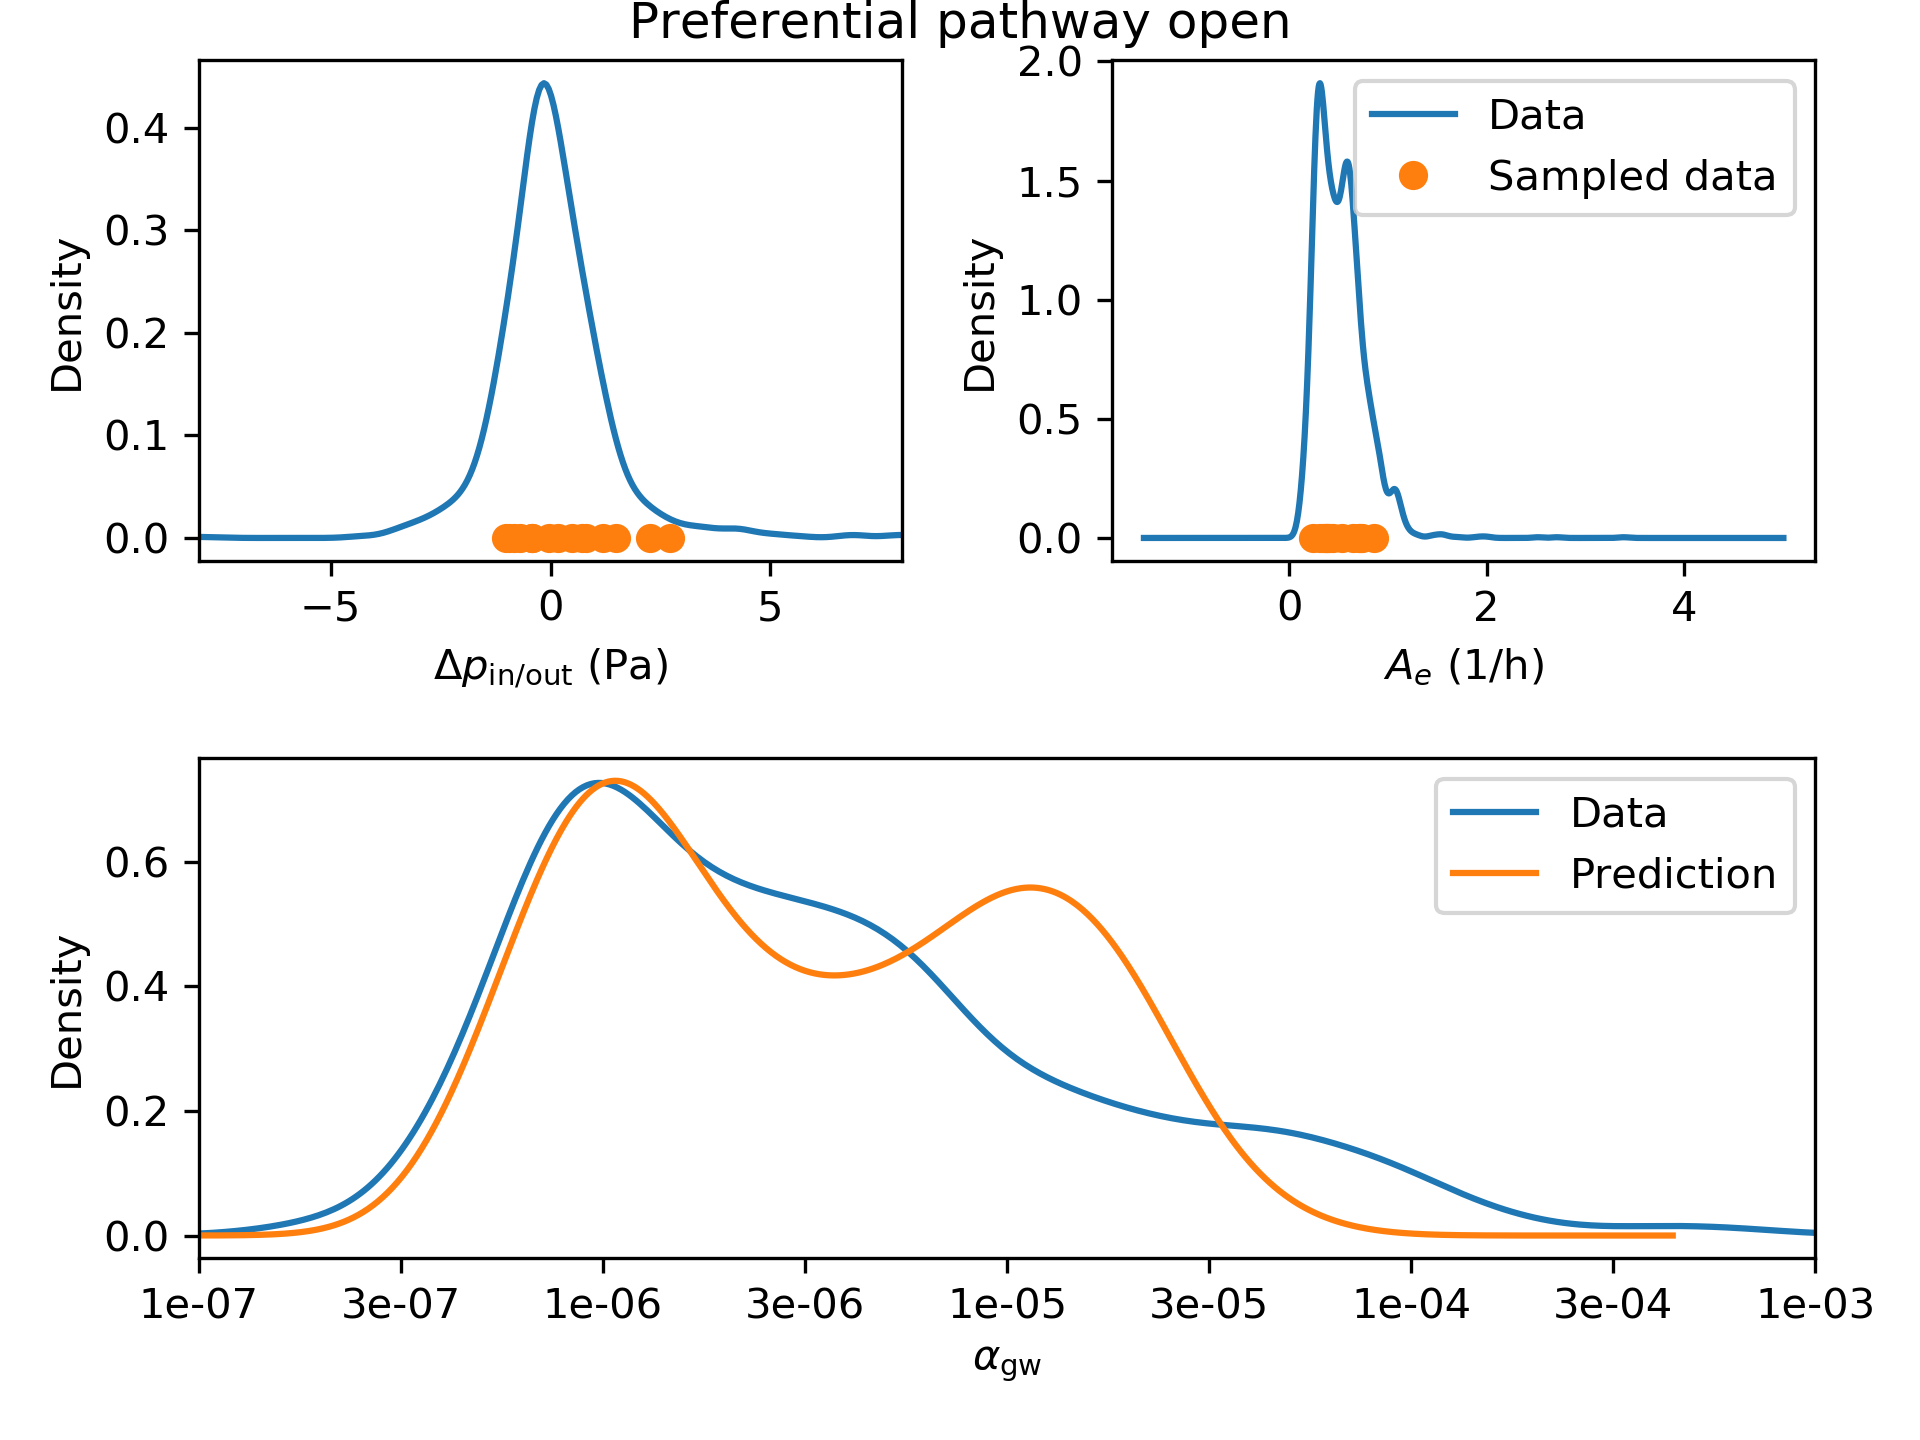 Preferential pathway open
Density
0.4
0.3
0.2
0.1
0.0
−5 0 5
Δp_in/out (Pa)
Density
2.0
1.5
1.0
0.5
0.0
Data
Sampled data
0 2 4
A_e (1/h)
Density
0.6
0.4
0.2
0.0
Data
Prediction
1e-07 3e-07 1e-06 3e-06 1e-05 3e-05 1e-04 3e-04 1e-03
α_gw